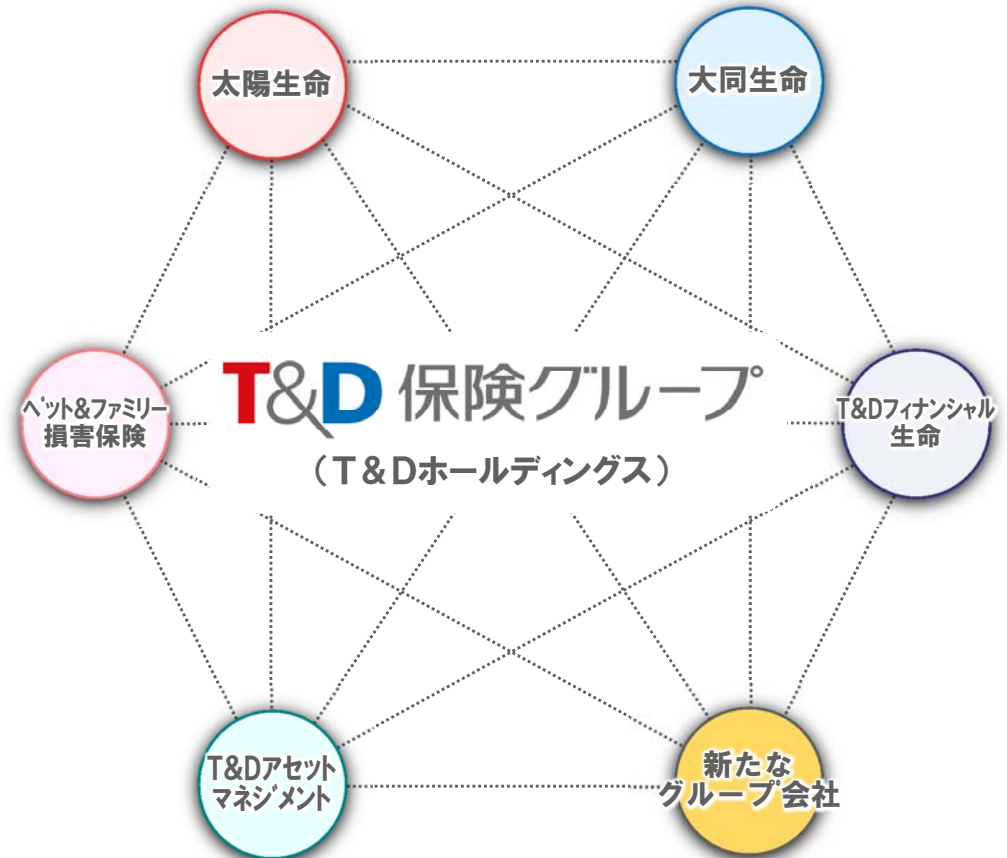 太陽生命
大同生命
T&D 保険グループ
(T&Dホールディングス)
ペット&ファミリー
損害保険
T&Dフィナンシャル
生命
T&Dアセット
マネジメント
新たな
グループ会社